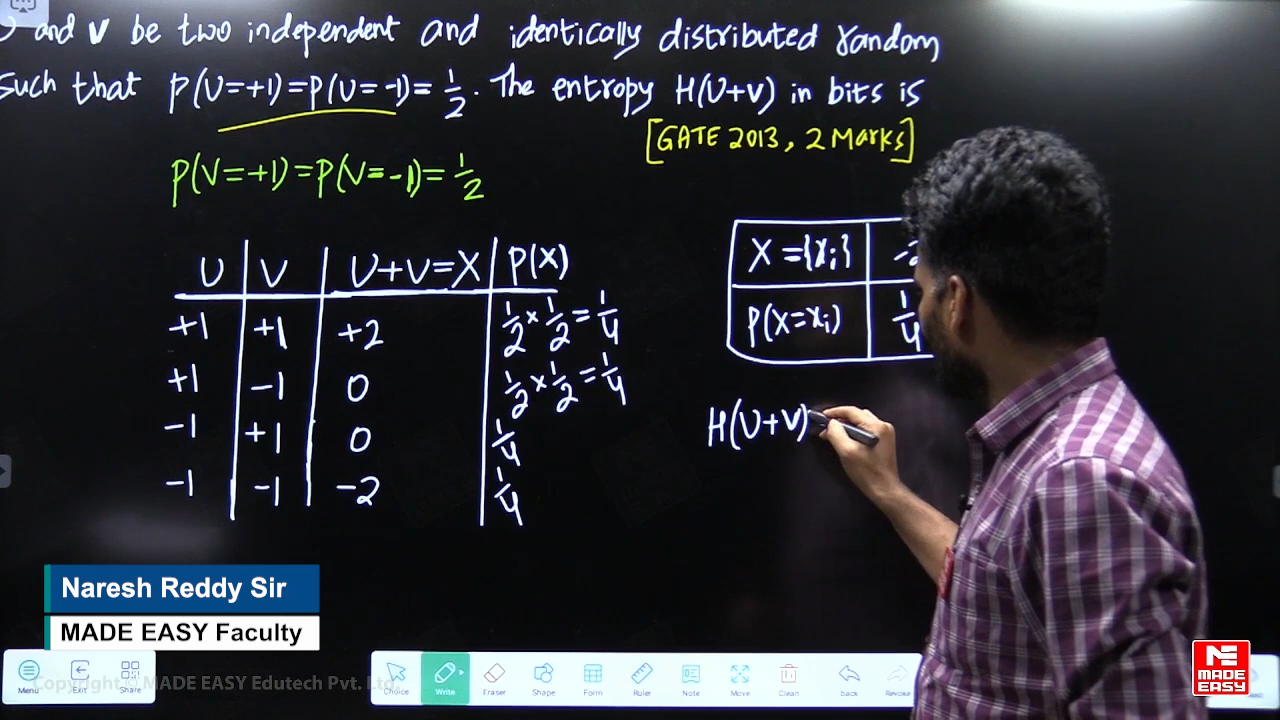 U and V be two independent and identically distributed random
Such that P(U=+1)=P(U=-1)=1/2. The entropy H(U+V) in bits is
[GATE 2013, 2 Marks]
P(V=+1)=P(V=-1)=1/2
U V U+V=X P(X)
+1 +1 +2 1/2×1/2=1/4
+1 -1 0 1/2×1/2=1/4
-1 +1 0 1/4
-1 -1 -2 1/4
X={xi} -2
P(X=xi) 1/4
H(U+V)
Naresh Reddy Sir
MADE EASY Faculty
Menu Exit Share Choice Write Eraser Shape Form Ruler Note Move Clean back Revoke
Copyright © MADE EASY Edutech Pvt. Ltd.
ME
MADE
EASY